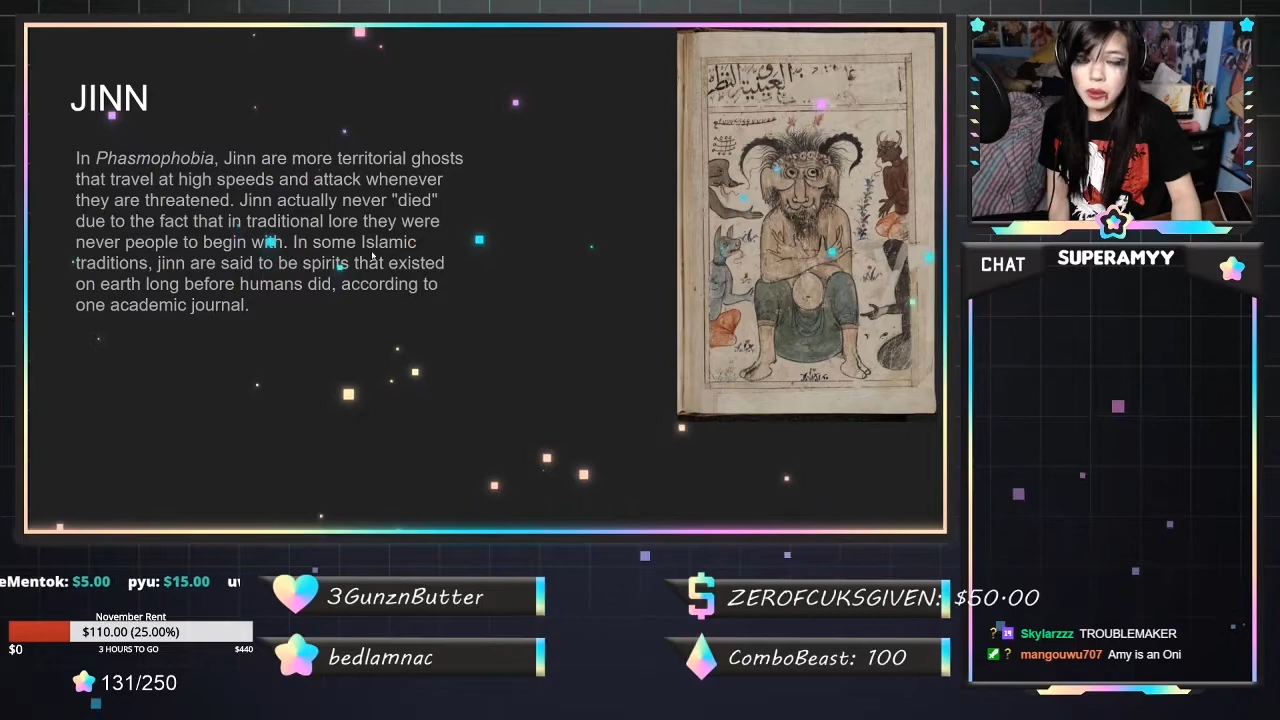 JINN
In Phasmophobia, Jinn are more territorial ghosts
that travel at high speeds and attack whenever
they are threatened. Jinn actually never "died"
due to the fact that in traditional lore they were
never people to begin with. In some Islamic
traditions, jinn are said to be spirits that existed
on earth long before humans did, according to
one academic journal.
CHAT
SUPERAMYY
Skylarzzz TROUBLEMAKER
mangouwu707 Amy is an Oni
eMentok: $5.00 pyu: $15.00
November Rent
$110.00 (25.00%)
$0 3 HOURS TO GO $440
131/250
3GunznButter
bedlamnac
ZEROFCUKSGIVEN: $50.00
ComboBeast: 100